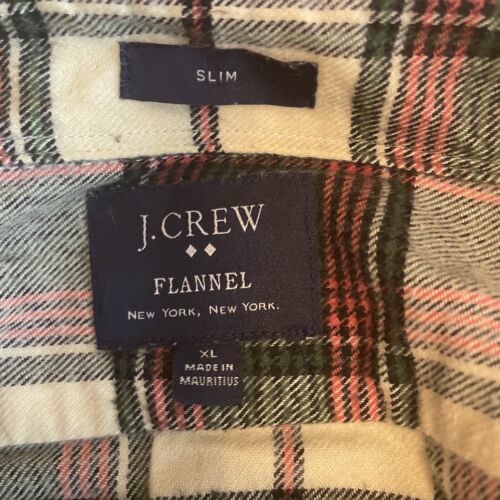 SLIM
J.CREW
FLANNEL
NEW YORK, NEW YORK.
XL
MADE IN
MAURITIUS